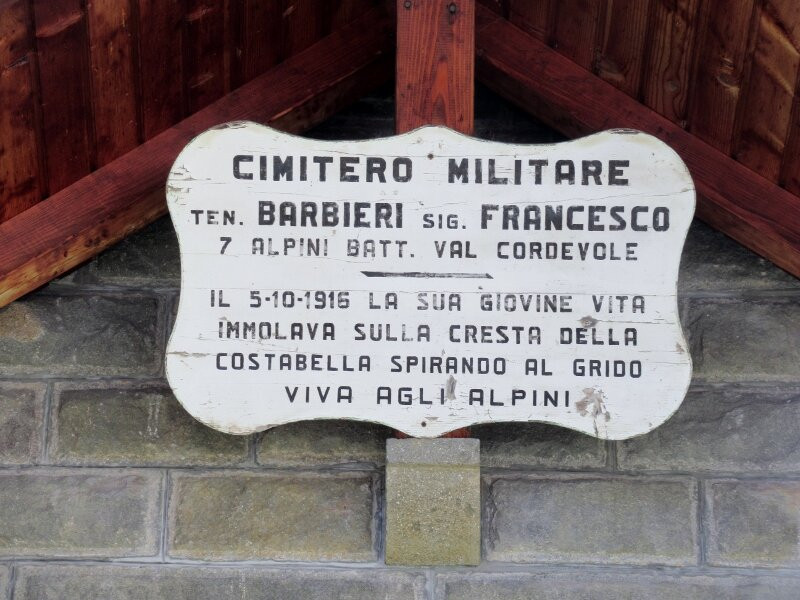 CIMITERO MILITARE
TEN. BARBIERI SIG. FRANCESCO
7 ALPINI BATT. VAL CORDEVOLE
IL 5-10-1916 LA SUA GIOVINE VITA
IMMOLAVA SULLA CRESTA DELLA
COSTABELLA SPIRANDO AL GRIDO
VIVA AGLI ALPINI